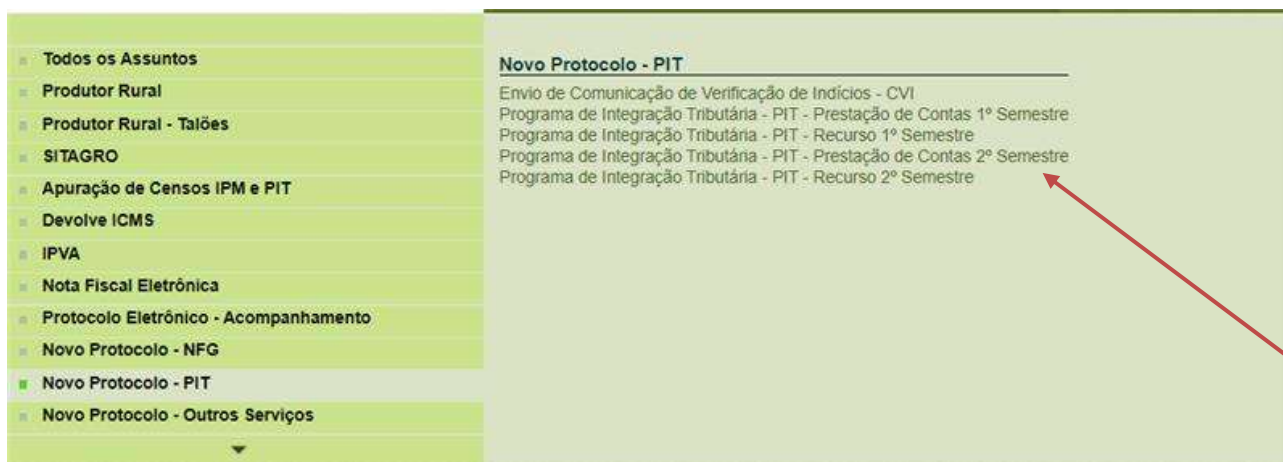 Todos os Assuntos
Produtor Rural
Produtor Rural - Talões
SITAGRO
Apuração de Censos IPM e PIT
Devolve ICMS
IPVA
Nota Fiscal Eletrônica
Protocolo Eletrônico - Acompanhamento
Novo Protocolo - NFG
Novo Protocolo - PIT
Novo Protocolo - Outros Serviços
Novo Protocolo - PIT
Envio de Comunicação de Verificação de Indícios - CVI
Programa de Integração Tributária - PIT - Prestação de Contas 1º Semestre
Programa de Integração Tributária - PIT - Recurso 1º Semestre
Programa de Integração Tributária - PIT - Prestação de Contas 2º Semestre
Programa de Integração Tributária - PIT - Recurso 2º Semestre